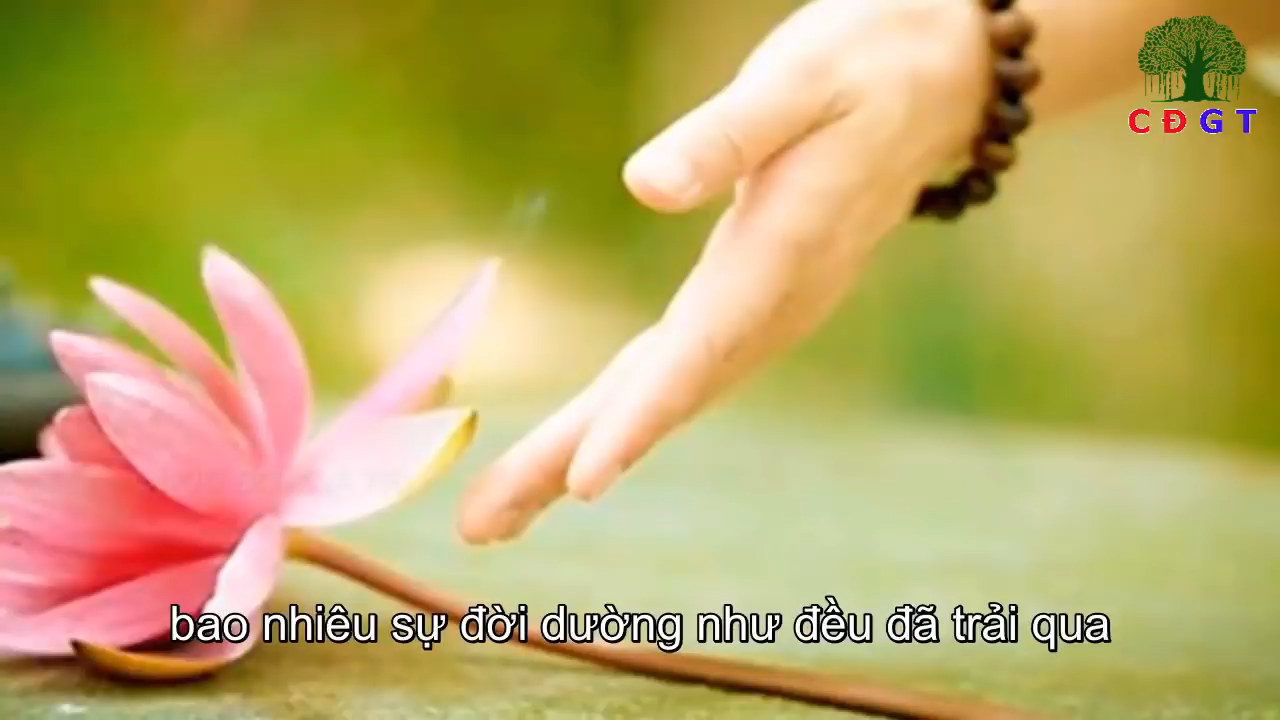 C Đ G T
bao nhiêu sự đời dường như đều đã trải qua